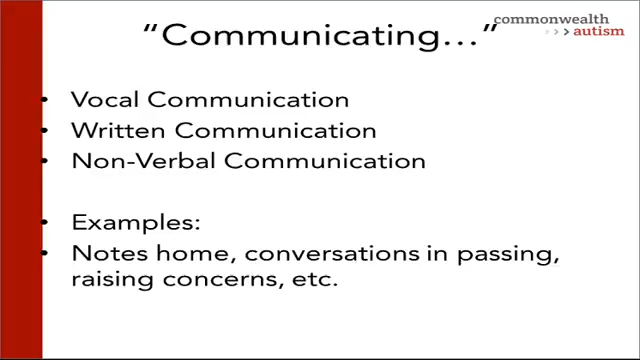 commonwealth
››› autism
“Communicating...”
• Vocal Communication
• Written Communication
• Non-Verbal Communication
• Examples:
• Notes home, conversations in passing,
raising concerns, etc.